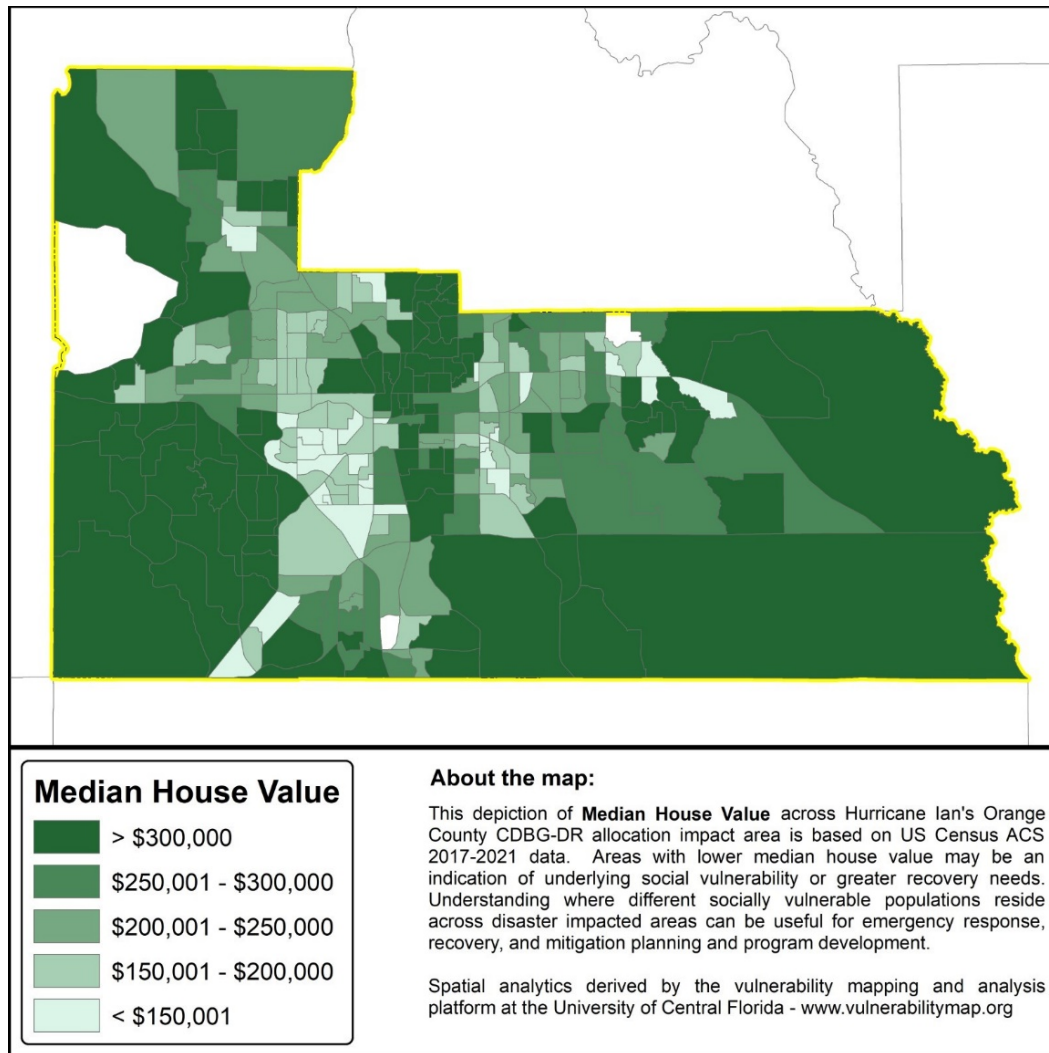 Median House Value
> $300,000
$250,001 - $300,000
$200,001 - $250,000
$150,001 - $200,000
< $150,001
About the map:
This depiction of Median House Value across Hurricane Ian's Orange
County CDBG-DR allocation impact area is based on US Census ACS
2017-2021 data. Areas with lower median house value may be an
indication of underlying social vulnerability or greater recovery needs.
Understanding where different socially vulnerable populations reside
across disaster impacted areas can be useful for emergency response,
recovery, and mitigation planning and program development.
Spatial analytics derived by the vulnerability mapping and analysis
platform at the University of Central Florida - www.vulnerabilitymap.org